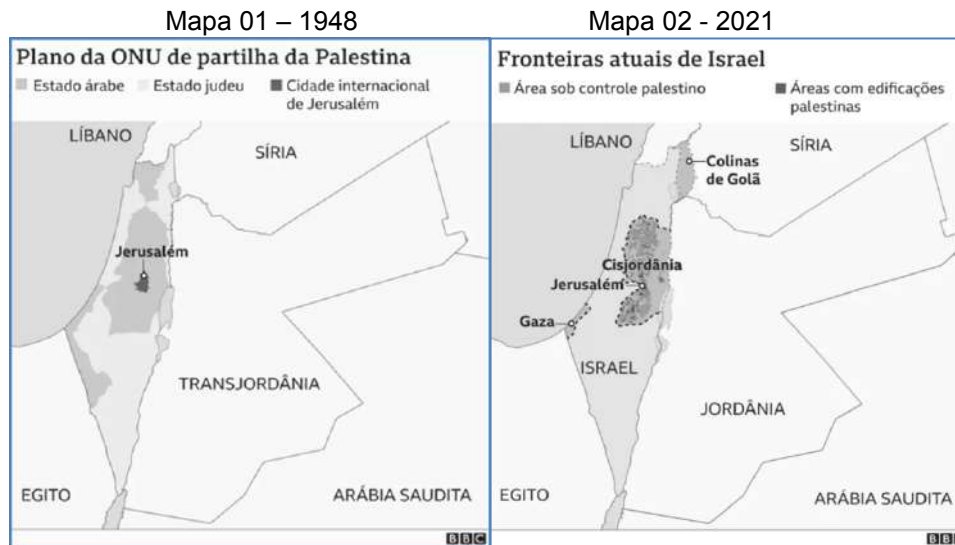 Mapa 01 – 1948
Plano da ONU de partilha da Palestina
Estado árabe
Estado judeu
Cidade internacional
de Jerusalém
LÍBANO
SÍRIA
Jerusalém
TRANSJORDÂNIA
EGITO
ARÁBIA SAUDITA
BBC
Mapa 02 - 2021
Fronteiras atuais de Israel
Área sob controle palestino
Áreas com edificações
palestinas
LÍBANO
SÍRIA
Colinas
de Golã
Cisjordânia
Jerusalém
Gaza
ISRAEL
JORDÂNIA
EGITO
ARÁBIA SAUDITA
BB